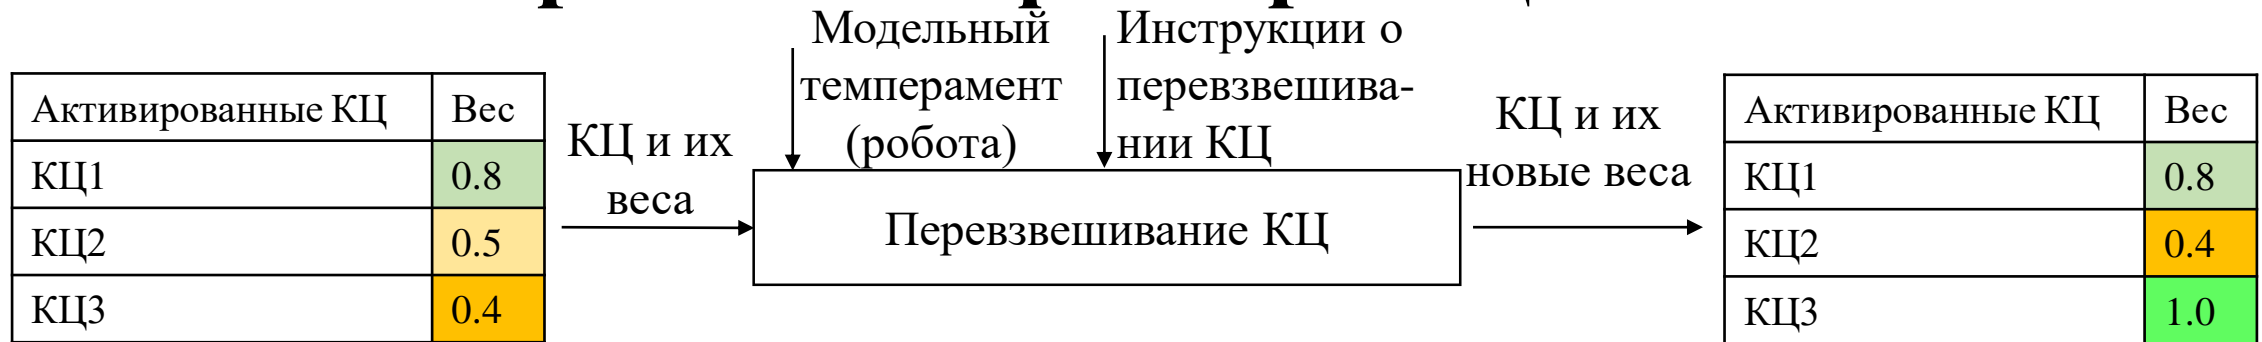 Модельный
темперамент
(робота)
Инструкции о
перевзвешива-
нии КЦ
Активированные КЦ Вес
КЦ1 0.8
КЦ2 0.5
КЦ3 0.4
КЦ и их
веса
Перевзвешивание КЦ
КЦ и их
новые веса
Активированные КЦ Вес
КЦ1 0.8
КЦ2 0.4
КЦ3 1.0